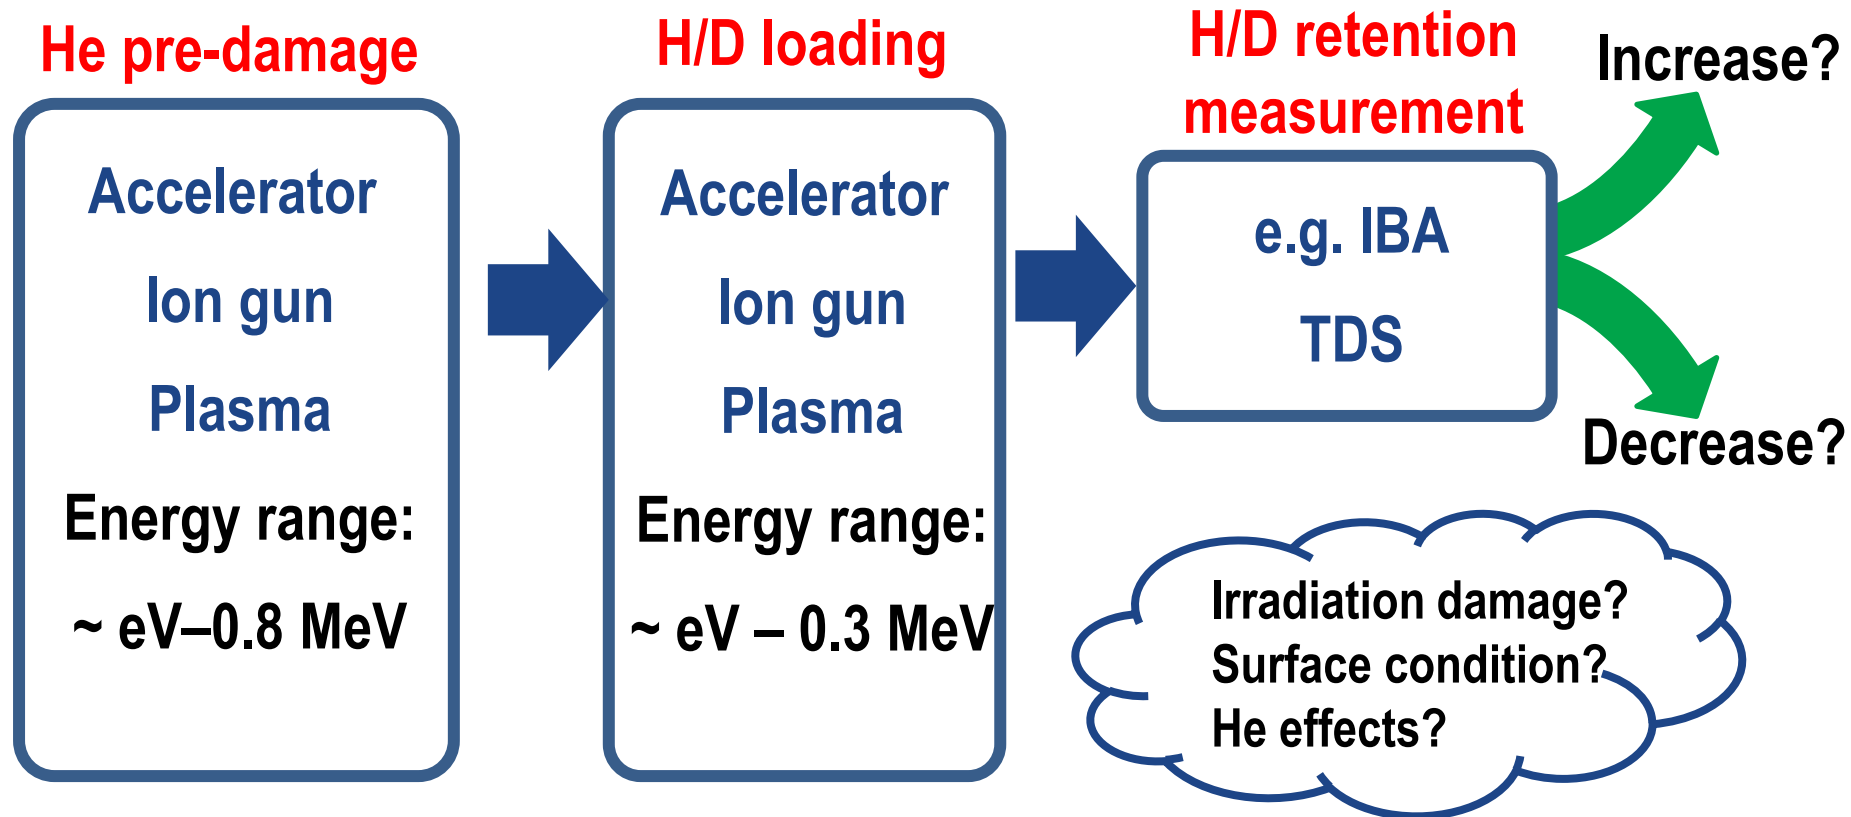 He pre-damage
Accelerator
Ion gun
Plasma
Energy range:
~ eV–0.8 MeV
H/D loading
Accelerator
Ion gun
Plasma
Energy range:
~ eV – 0.3 MeV
H/D retention
measurement
e.g. IBA
TDS
Increase?
Decrease?
Irradiation damage?
Surface condition?
He effects?